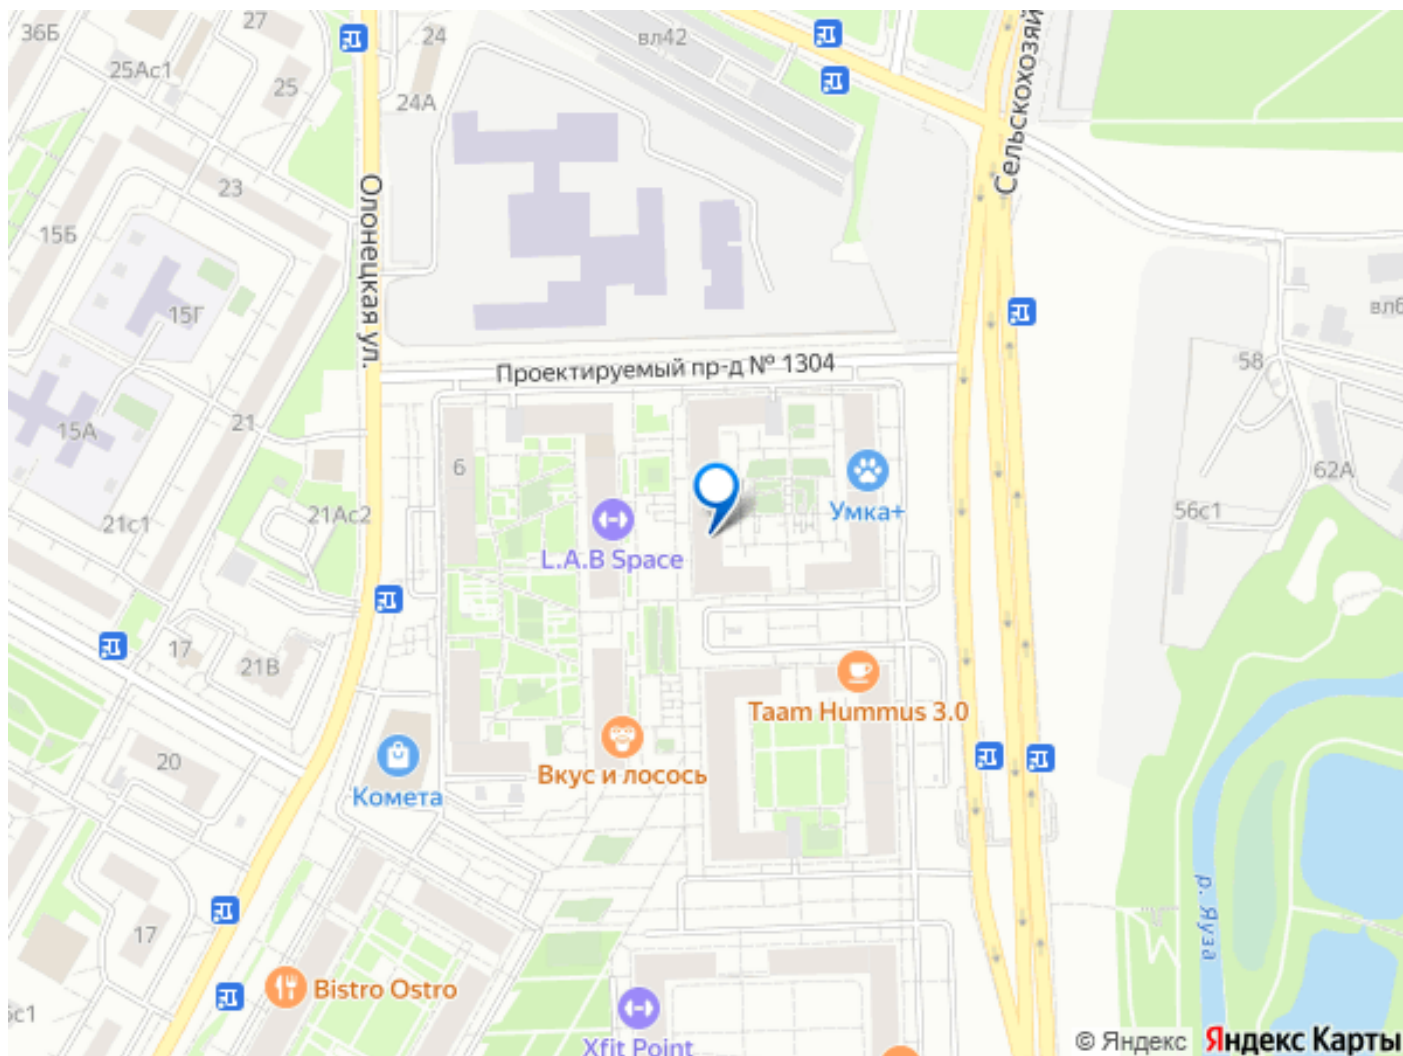 36Б
27
24
вл42
25Ас1
25
24А
Сельскохозяй
23
Олонецкая ул.
15Б
15Г
влб
Проектируемый пр-д № 1304
58
15А
21
6
62А
Умка+
21с1
21Ас2
56с1
L.A.B Space
17
21В
Taam Hummus 3.0
20
Вкус и лосось
Комета
17
р. Яуза
Bistro Ostro
6с1
Xfit Point
© Яндекс
Яндекс Карты